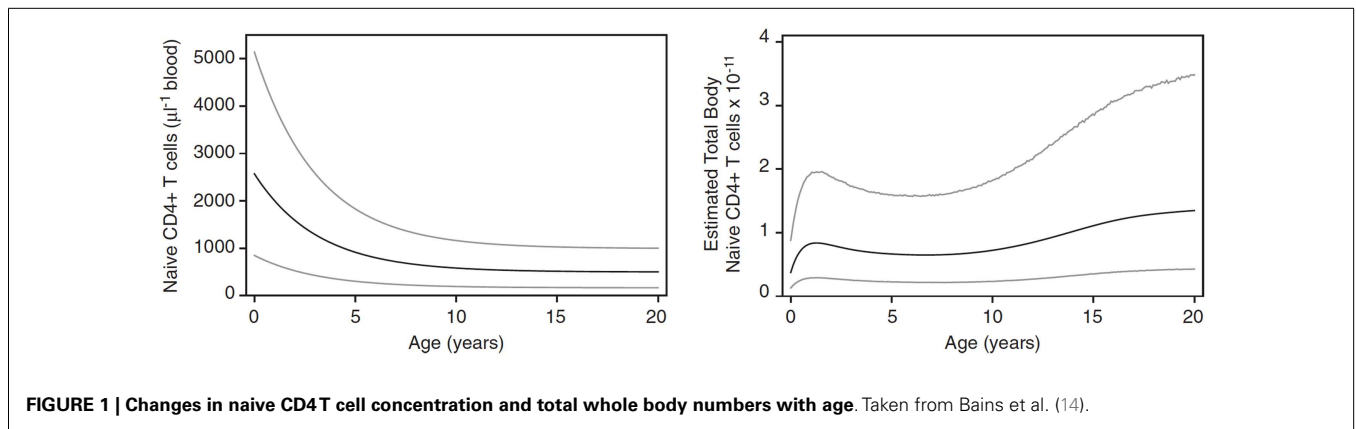 5000
4000
3000
2000
1000
0
Naive CD4+ T cells (µl⁻¹ blood)
0 5 10 15 20
Age (years)
4
3
2
1
0
Estimated Total Body
Naive CD4+ T cells x 10⁻¹¹
0 5 10 15 20
Age (years)
FIGURE 1 | Changes in naive CD4 T cell concentration and total whole body numbers with age. Taken from Bains et al. (14).